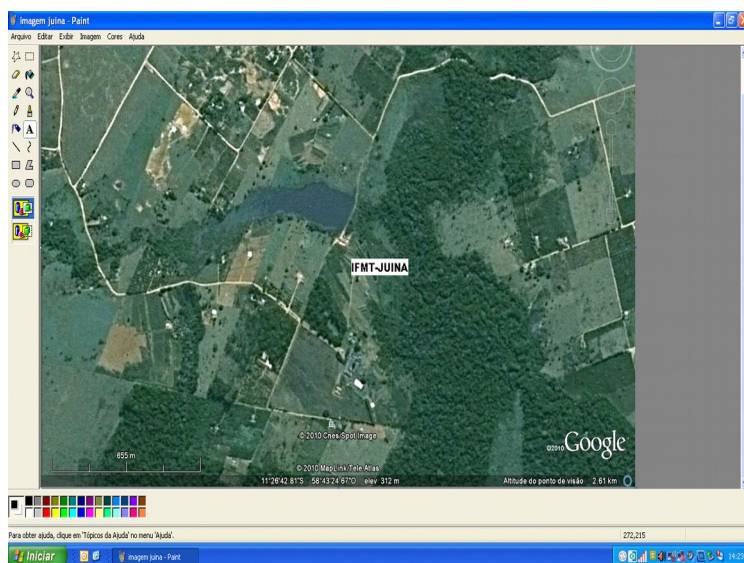 imagem juina - Paint
Arquivo Editar Exibir Imagem Cores Ajuda
A
IFMT-JUINA
© 2010 Cnes/Spot Image
©2010 Google
655 m
© 2010 MapLink/Tele Atlas
11°26'42.81"S 58°43'24.67"O elev 312 m
Altitude do ponto de visão 2.61 km
Para obter ajuda, clique em 'Tópicos da Ajuda' no menu 'Ajuda'.
272,215
Iniciar
imagem juina - Paint
14:23